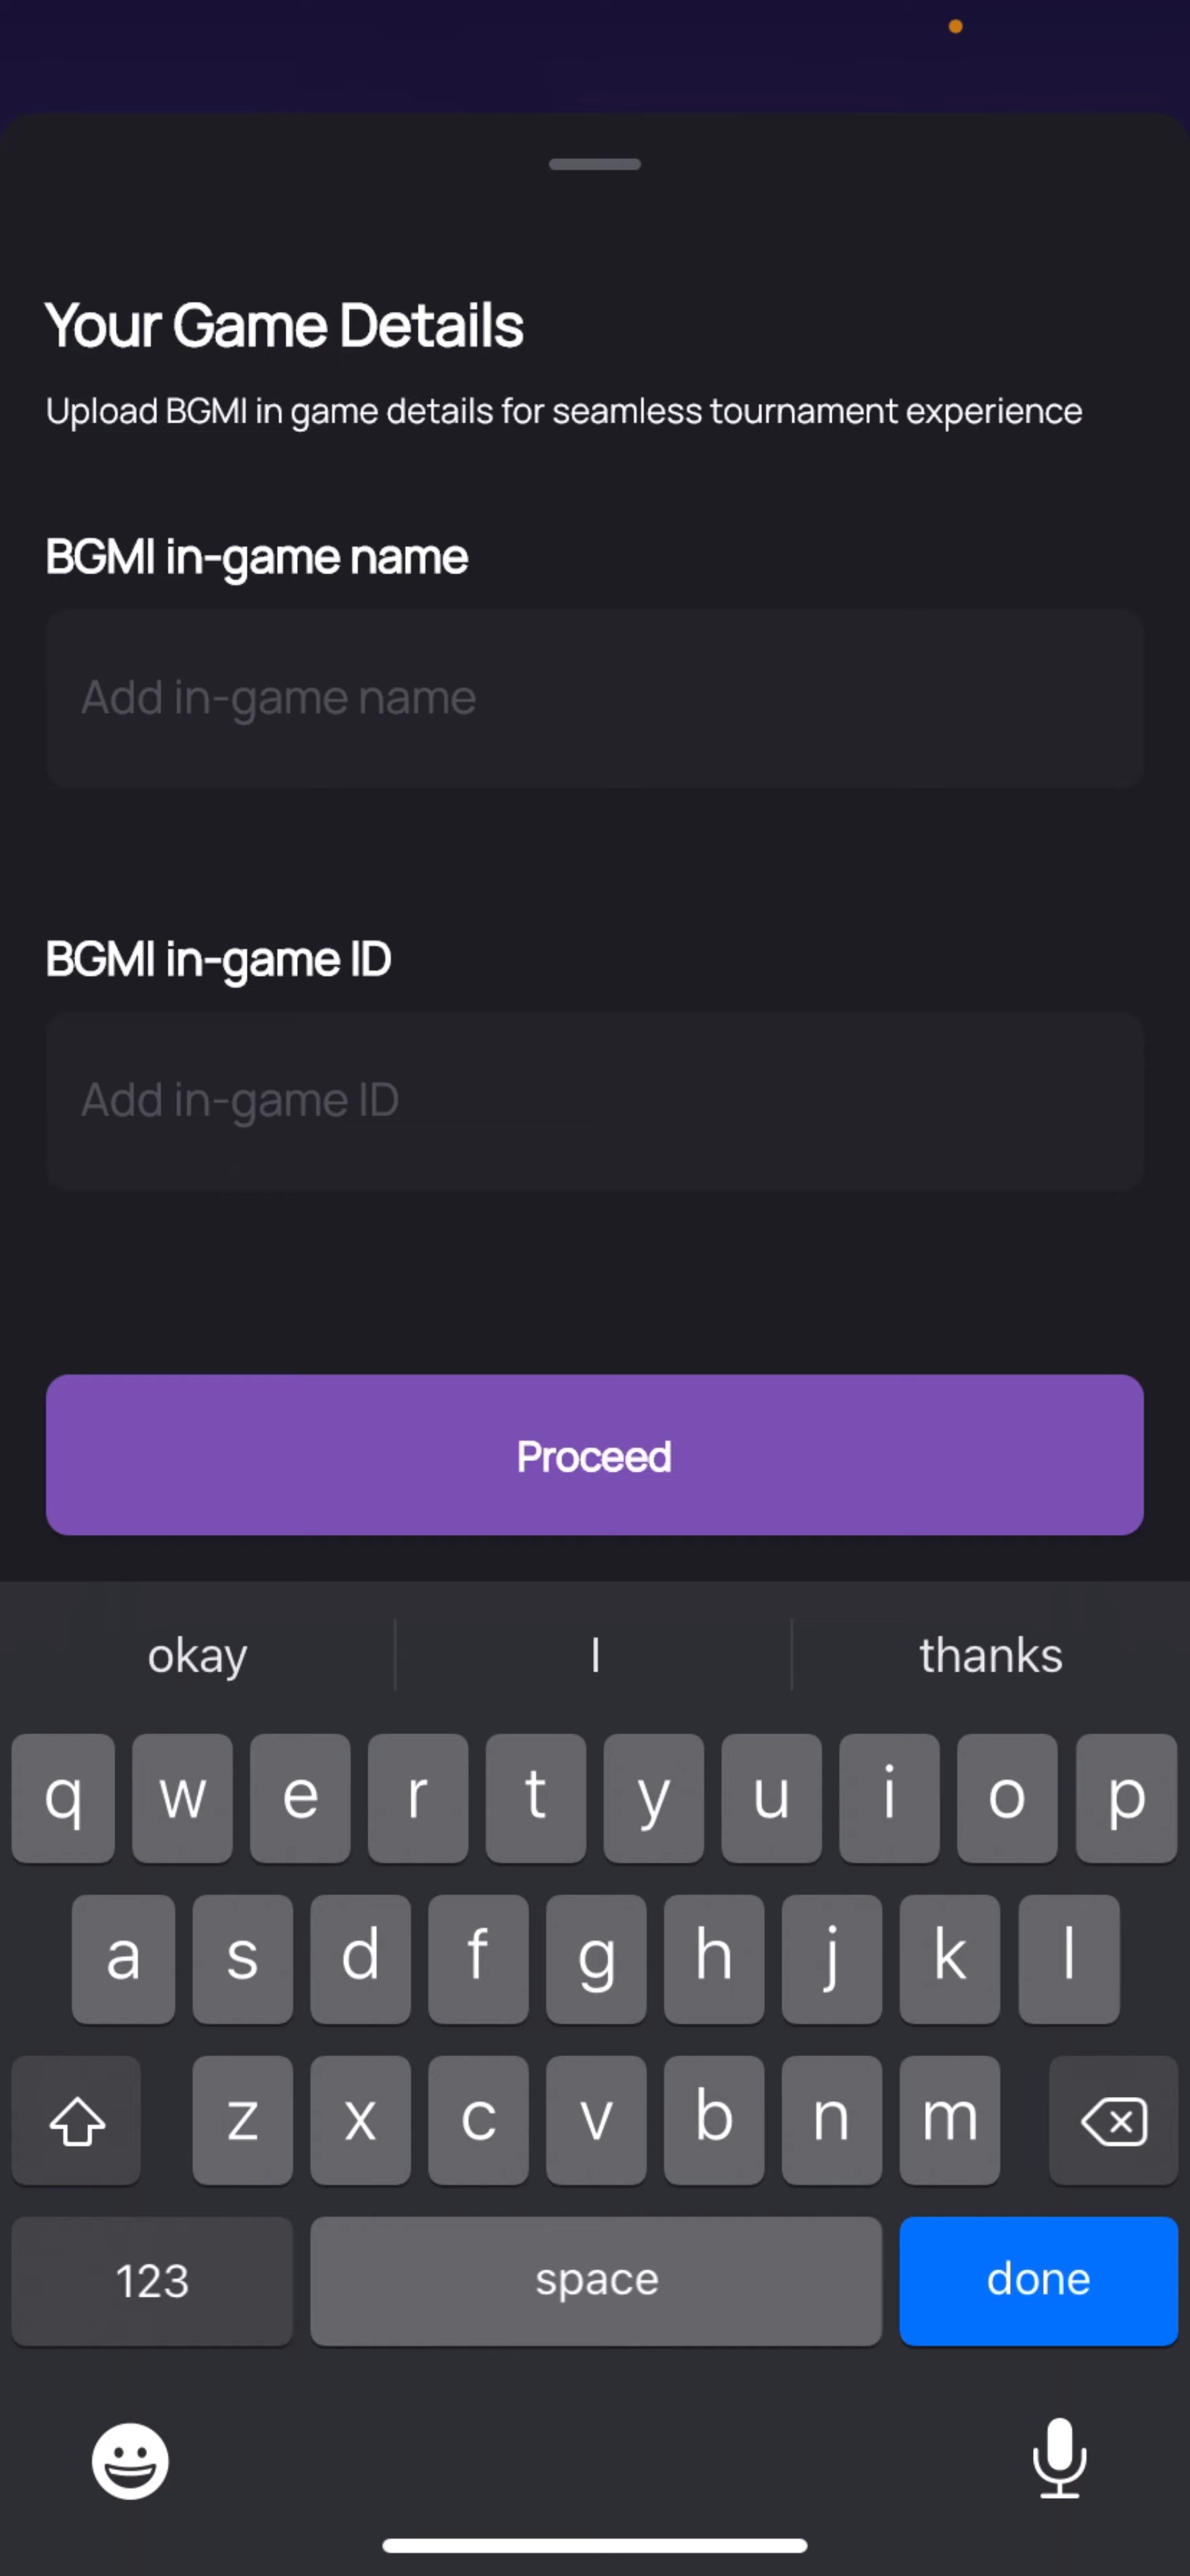 Your Game Details
Upload BGMI in game details for seamless tournament experience
BGMI in-game name
Add in-game name
BGMI in-game ID
Add in-game ID
Proceed
okay I thanks
q w e r t y u i o p
a s d f g h j k l
z x c v b n m
123 space done